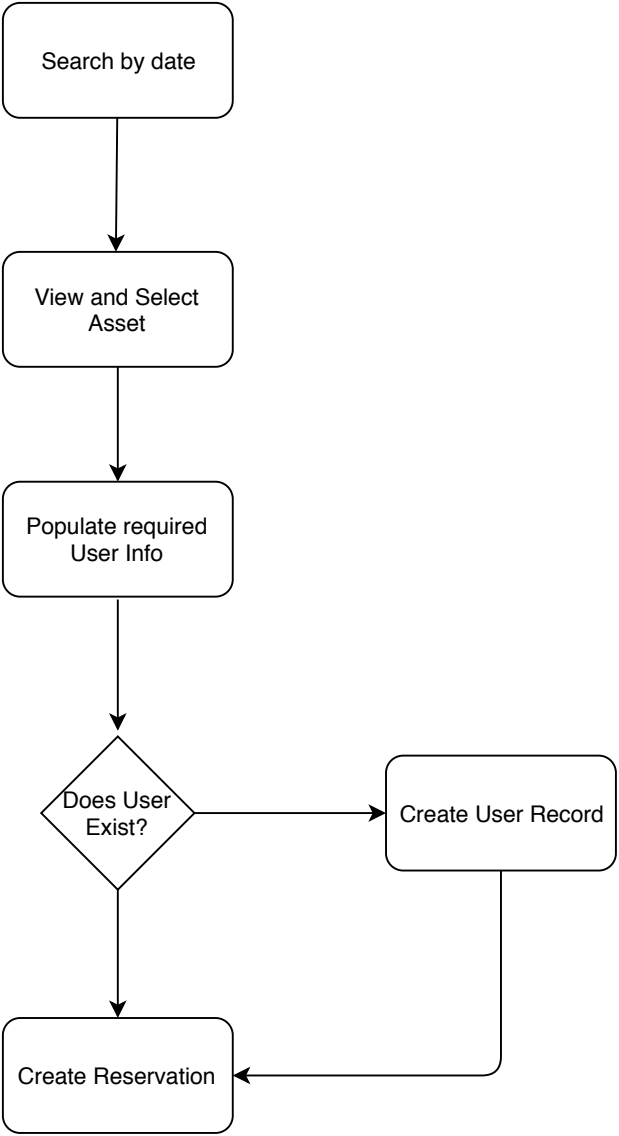 Search by date
View and Select
Asset
Populate required
User Info
Does User
Exist?
Create User Record
Create Reservation